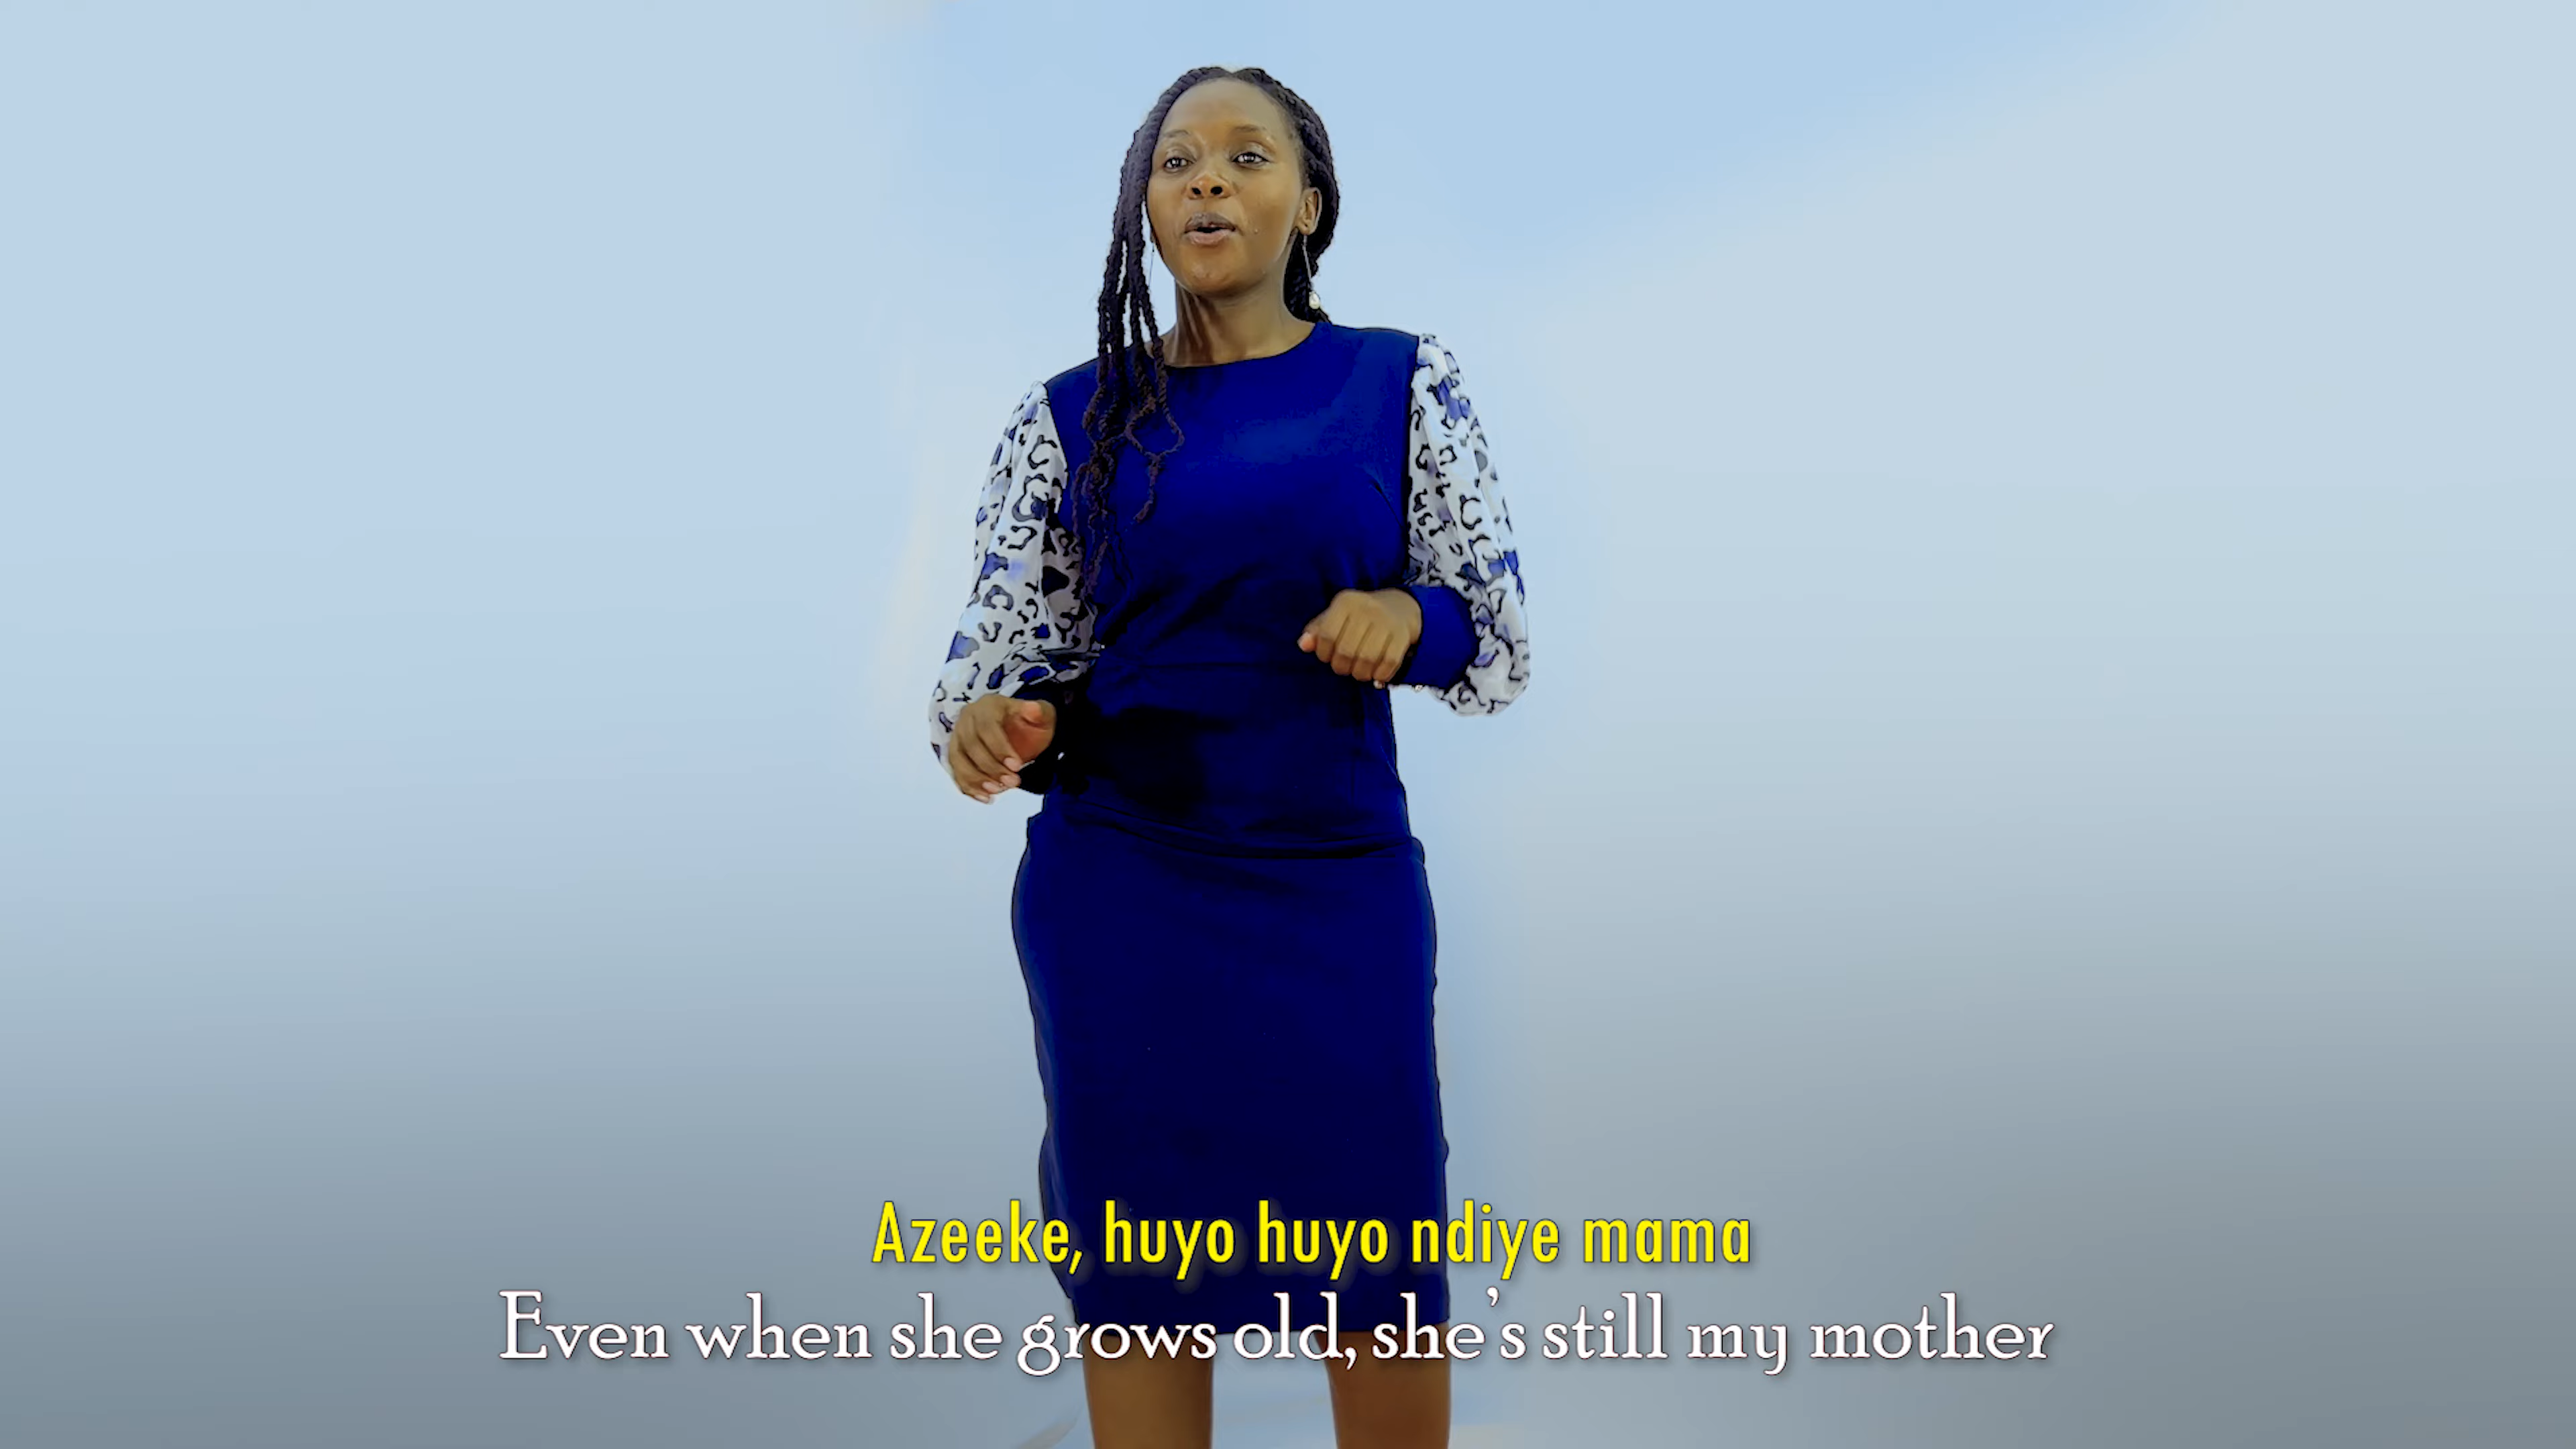 Azeeke, huyo huyo ndiye mama
Even when she grows old, she's still my mother